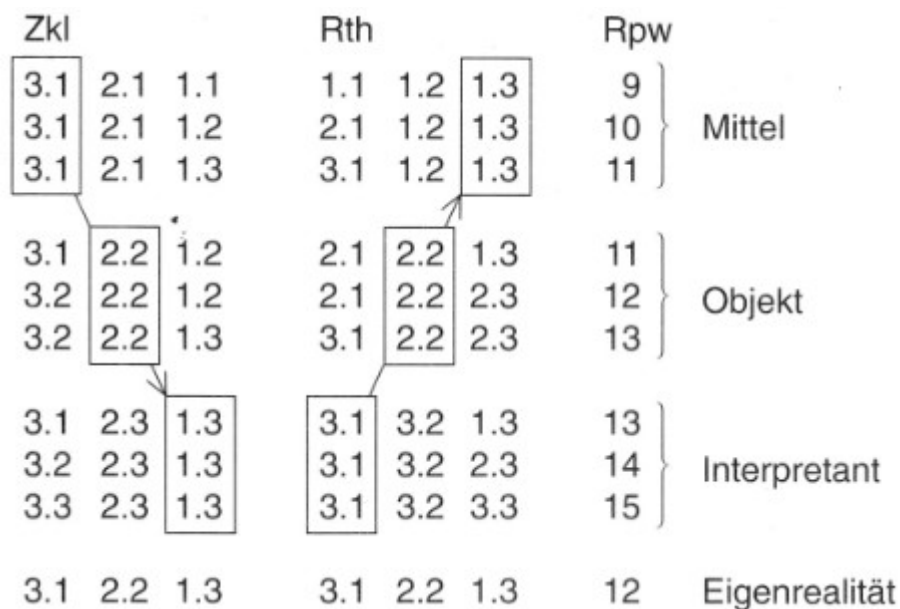 Zkl Rth Rpw
3.1 2.1 1.1 1.1 1.2 1.3 9
3.1 2.1 1.2 2.1 1.2 1.3 10 Mittel
3.1 2.1 1.3 3.1 1.2 1.3 11
3.1 2.2 1.2 2.1 2.2 1.3 11
3.2 2.2 1.2 2.1 2.2 2.3 12 Objekt
3.2 2.2 1.3 3.1 2.2 2.3 13
3.1 2.3 1.3 3.1 3.2 1.3 13
3.2 2.3 1.3 3.1 3.2 2.3 14 Interpretant
3.3 2.3 1.3 3.1 3.2 3.3 15
3.1 2.2 1.3 3.1 2.2 1.3 12 Eigenrealität